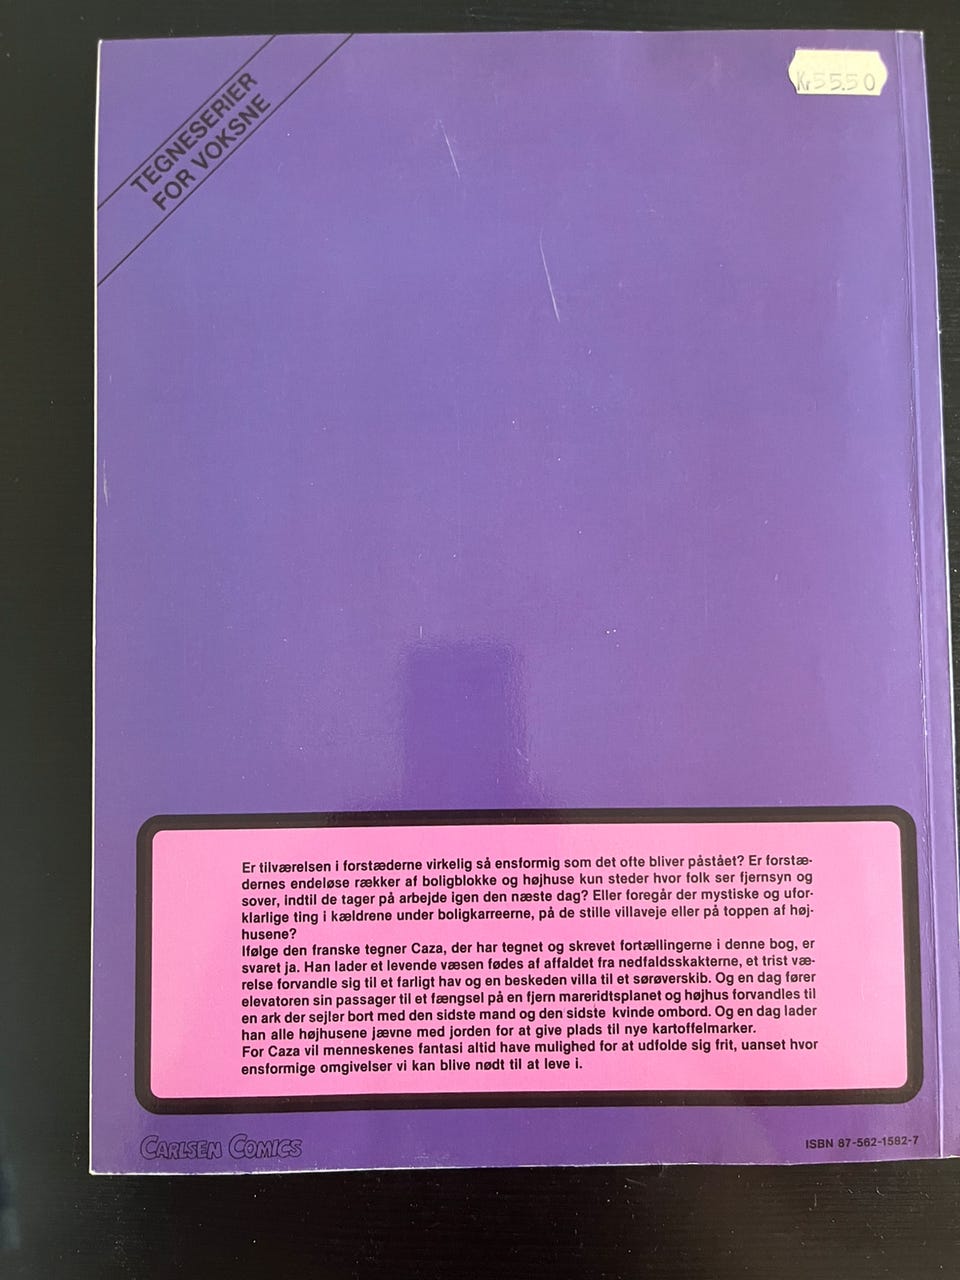 TEGNESERIER
FOR VOKSNE
Kr 55.50
Er tilværelsen i forstæderne virkelig så ensformig som det ofte bliver påstået? Er forstæ-
dernes endeløse rækker af boligblokke og højhuse kun steder hvor folk ser fjernsyn og
sover, indtil de tager på arbejde igen den næste dag? Eller foregår der mystiske og ufor-
klarlige ting i kældrene under boligkarreerne, på de stille villaveje eller på toppen af høj-
husene?
Ifølge den franske tegner Caza, der har tegnet og skrevet fortællingerne i denne bog, er
svaret ja. Han lader et levende væsen fødes af affaldet fra nedfaldsskakterne, et trist væ-
relse forvandle sig til et farligt hav og en beskeden villa til et sørøverskib. Og en dag fører
elevatoren sin passager til et fængsel på en fjern mareridtsplanet og højhus forvandles til
en ark der sejler bort med den sidste mand og den sidste kvinde ombord. Og en dag lader
han alle højhusene jævne med jorden for at give plads til nye kartoffelmarker.
For Caza vil menneskenes fantasi altid have mulighed for at udfolde sig frit, uanset hvor
ensformige omgivelser vi kan blive nødt til at leve i.
CARLSEN COMICS
ISBN 87-562-1582-7